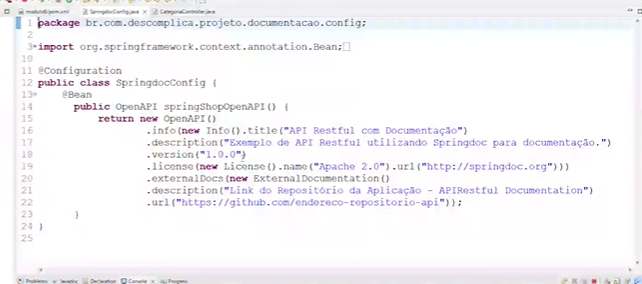 modulo8/pom.xml SpringdocConfig.java CategoriaController.java
1 package br.com.descomplica.projeto.documentacao.config;
2
3 import org.springframework.context.annotation.Bean;
10
11 @Configuration
12 public class SpringdocConfig {
13 @Bean
14 public OpenAPI springShopOpenAPI() {
15 return new OpenAPI()
16 .info(new Info().title("API Restful com Documentação")
17 .description("Exemplo de API Restful utilizando Springdoc para documentação.")
18 .version("1.0.0")
19 .license(new License().name("Apache 2.0").url("http://springdoc.org")))
20 .externalDocs(new ExternalDocumentation()
21 .description("Link do Repositório da Aplicação - APIRestful Documentation")
22 .url("https://github.com/endereco-repositorio-api"));
23 }
24 }
25
Problems Javadoc Declaration Console Progress